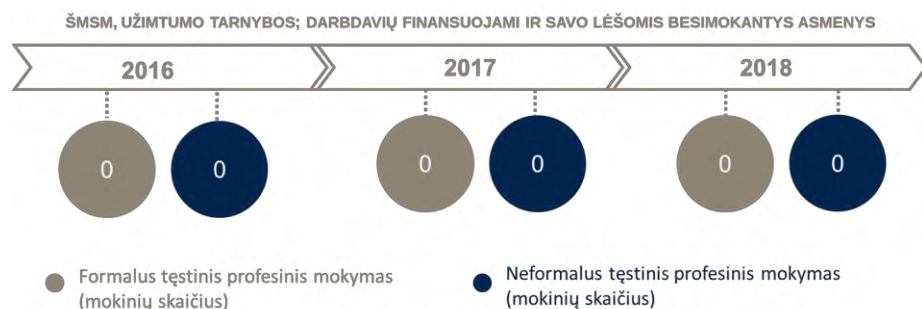 ŠMSM, UŽIMTUMO TARNYBOS; DARBDAVIŲ FINANSUOJAMI IR SAVO LĖŠOMIS BESIMOKANTYS ASMENYS
2016 2017 2018
0 0 0 0 0 0
Formalus tęstinis profesinis mokymas
(mokinių skaičius)
Neformalus tęstinis profesinis mokymas
(mokinių skaičius)